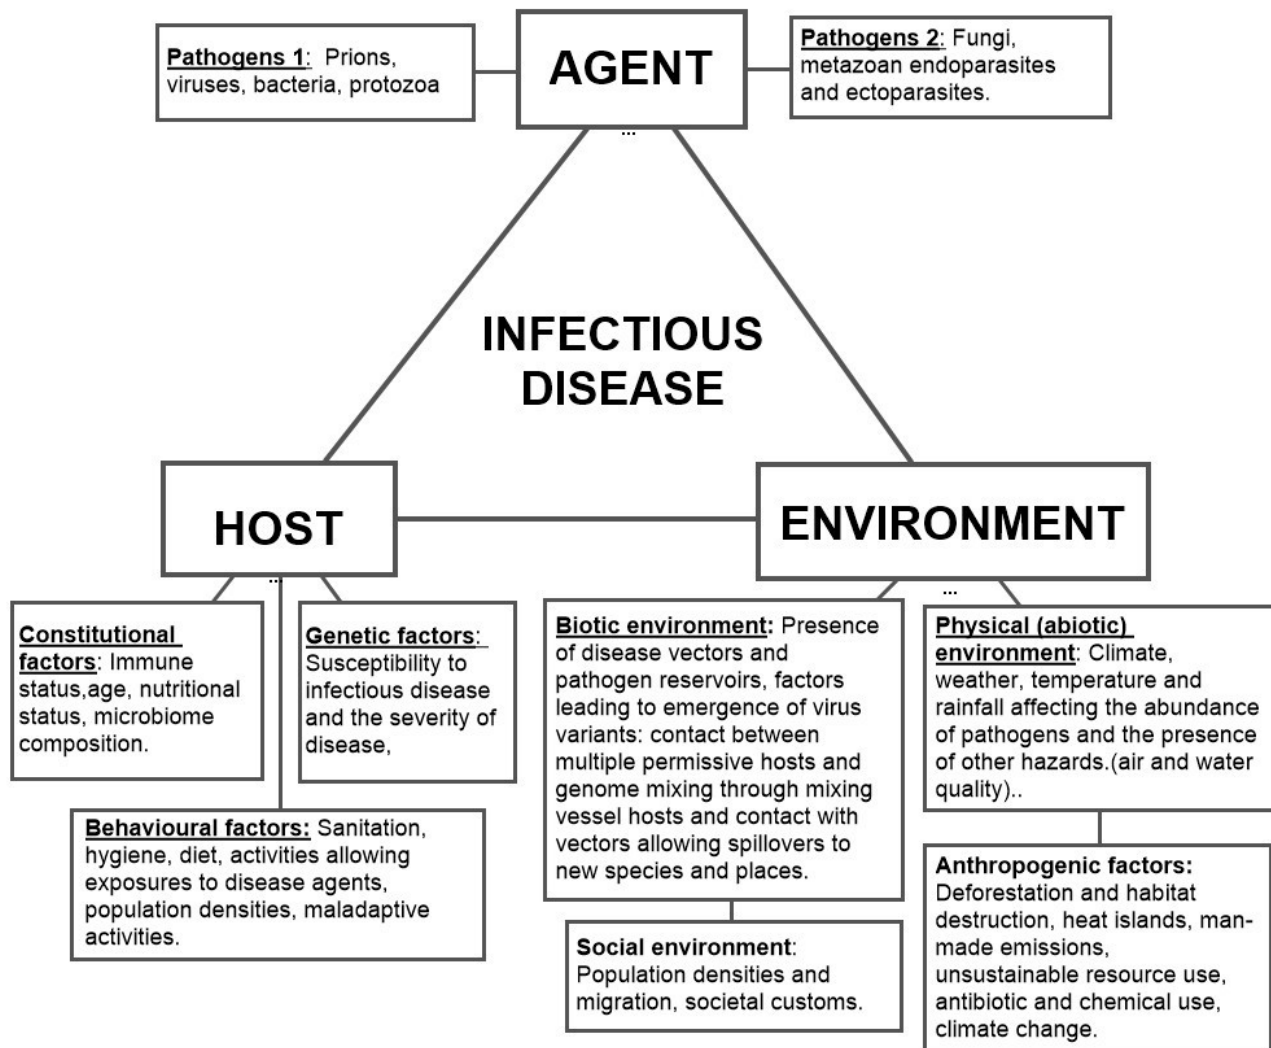 Pathogens 1:  Prions,
viruses, bacteria, protozoa
AGENT
...
Pathogens 2: Fungi,
metazoan endoparasites
and ectoparasites.
INFECTIOUS
DISEASE
HOST
...
ENVIRONMENT
...
Constitutional
factors: Immune
status,age, nutritional
status, microbiome
composition.
Genetic factors:
Susceptibility to
infectious disease
and the severity of
disease,
Behavioural factors: Sanitation,
hygiene, diet, activities allowing
exposures to disease agents,
population densities, maladaptive
activities.
Biotic environment: Presence
of disease vectors and
pathogen reservoirs, factors
leading to emergence of virus
variants: contact between
multiple permissive hosts and
genome mixing through mixing
vessel hosts and contact with
vectors allowing spillovers to
new species and places.
Social environment:
Population densities and
migration, societal customs.
Physical (abiotic)
environment: Climate,
weather, temperature and
rainfall affecting the abundance
of pathogens and the presence
of other hazards.(air and water
quality)..
Anthropogenic factors:
Deforestation and habitat
destruction, heat islands, man-
made emissions,
unsustainable resource use,
antibiotic and chemical use,
climate change.